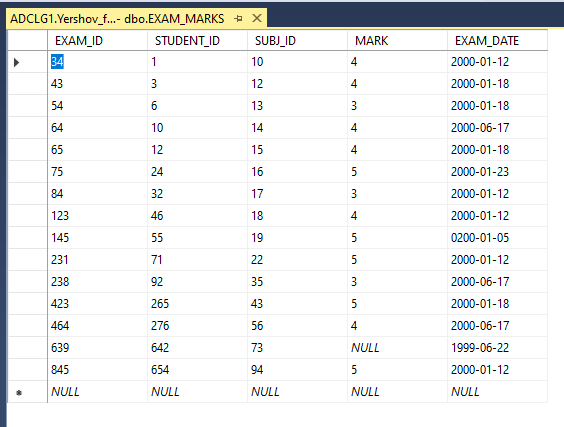 ADCLG1.Yershov_f...- dbo.EXAM_MARKS
EXAM_ID STUDENT_ID SUBJ_ID MARK EXAM_DATE
34 1 10 4 2000-01-12
43 3 12 4 2000-01-18
54 6 13 3 2000-01-18
64 10 14 4 2000-06-17
65 12 15 4 2000-01-18
75 24 16 5 2000-01-23
84 32 17 3 2000-01-12
123 46 18 4 2000-01-12
145 55 19 5 0200-01-05
231 71 22 5 2000-01-12
238 92 35 3 2000-06-17
423 265 43 5 2000-01-18
464 276 56 4 2000-06-17
639 642 73 NULL 1999-06-22
845 654 94 5 2000-01-12
NULL NULL NULL NULL NULL